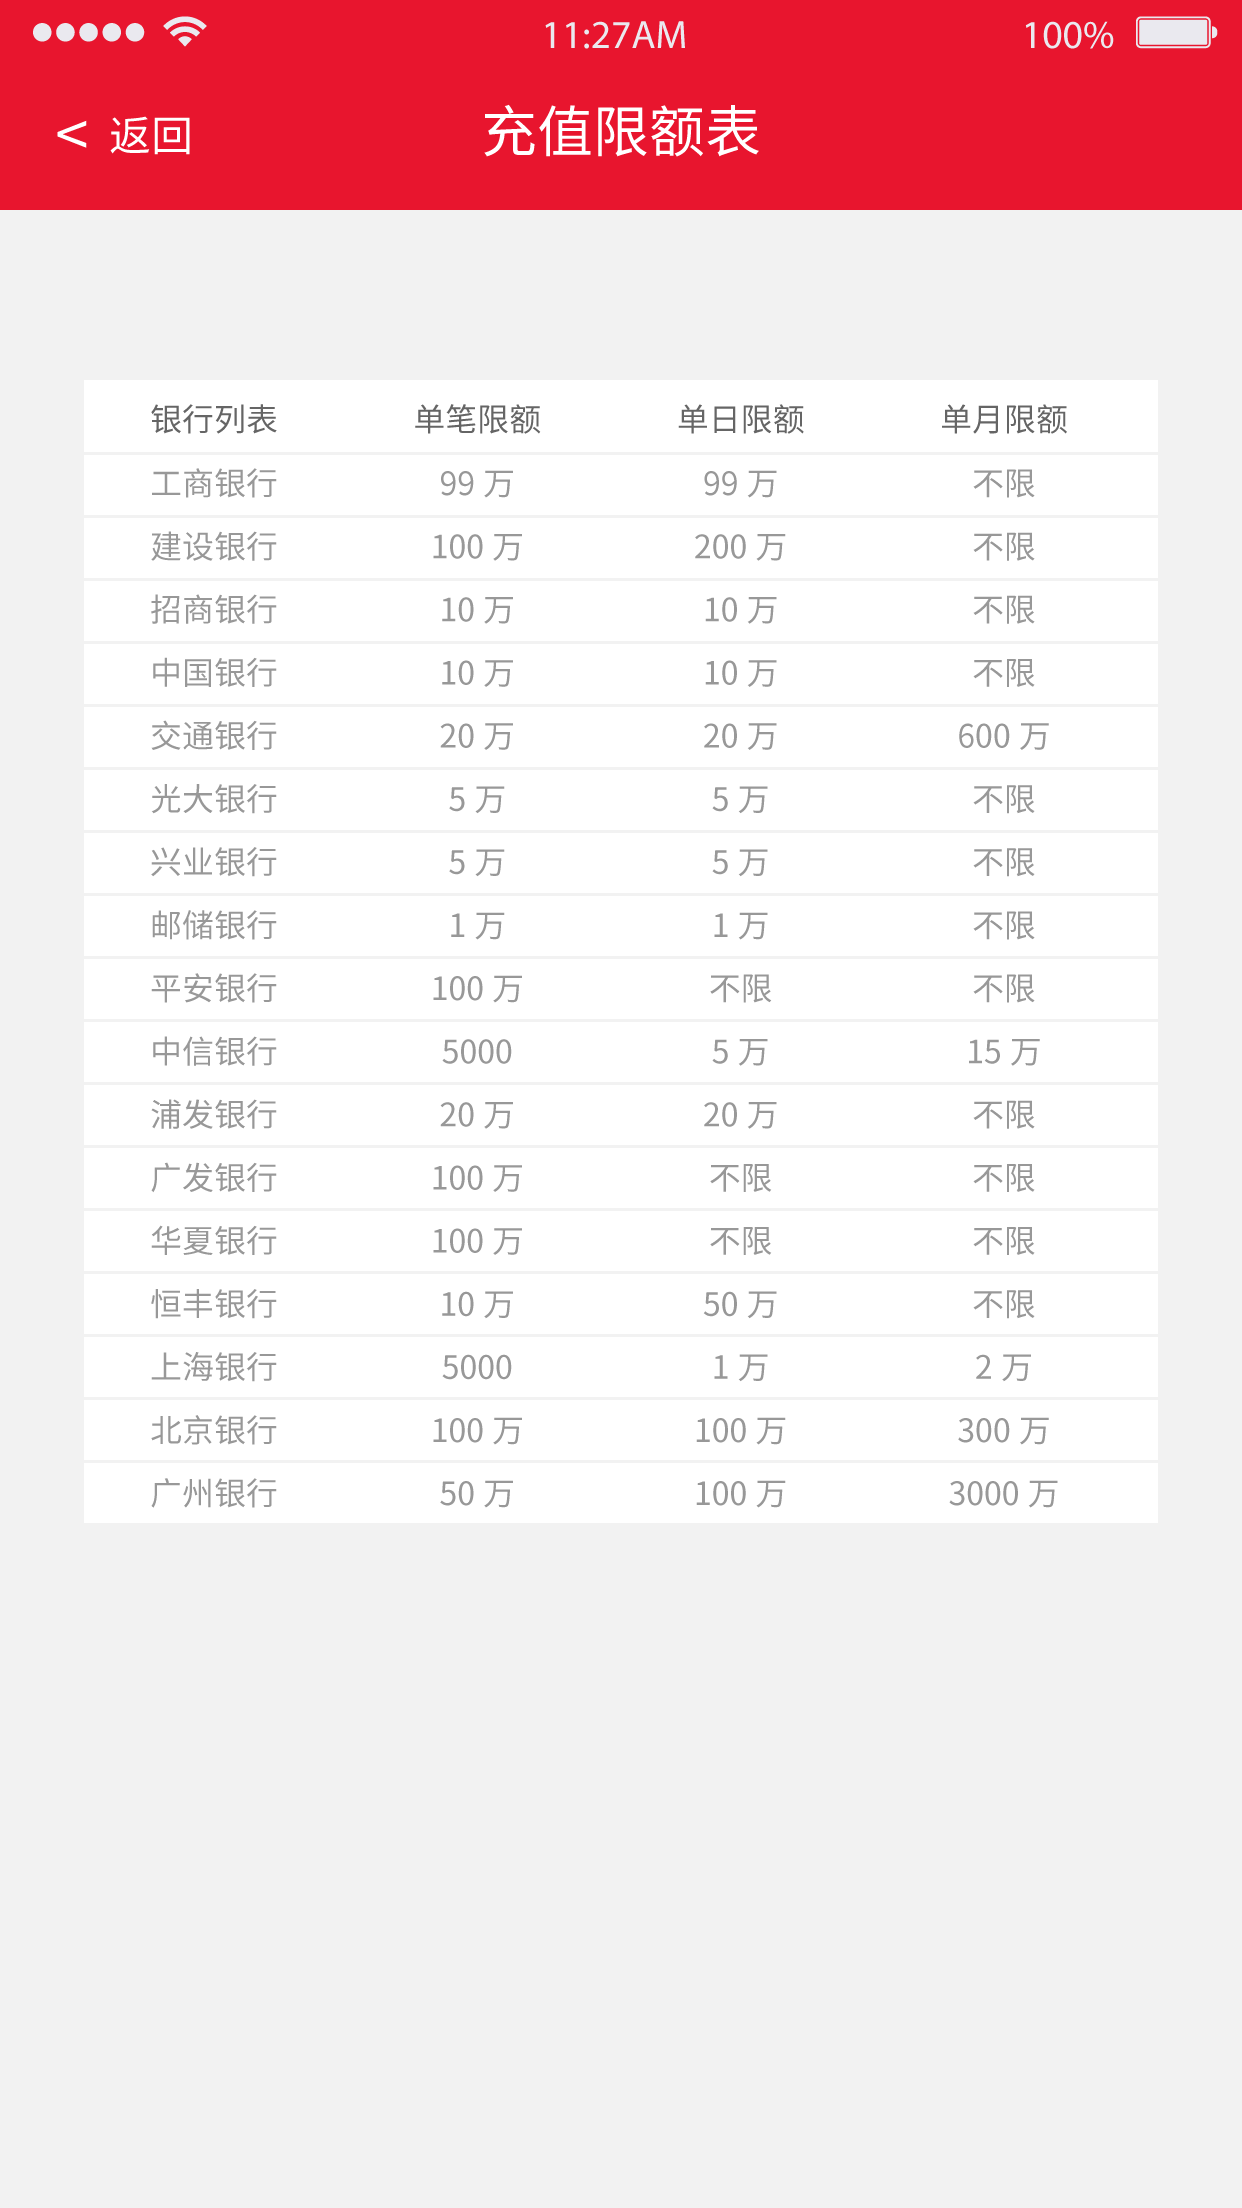 11:27AM 100%
< 返回 充值限额表
银行列表 单笔限额 单日限额 单月限额
工商银行 99 万 99 万 不限
建设银行 100 万 200 万 不限
招商银行 10 万 10 万 不限
中国银行 10 万 10 万 不限
交通银行 20 万 20 万 600 万
光大银行 5 万 5 万 不限
兴业银行 5 万 5 万 不限
邮储银行 1 万 1 万 不限
平安银行 100 万 不限 不限
中信银行 5000 5 万 15 万
浦发银行 20 万 20 万 不限
广发银行 100 万 不限 不限
华夏银行 100 万 不限 不限
恒丰银行 10 万 50 万 不限
上海银行 5000 1 万 2 万
北京银行 100 万 100 万 300 万
广州银行 50 万 100 万 3000 万